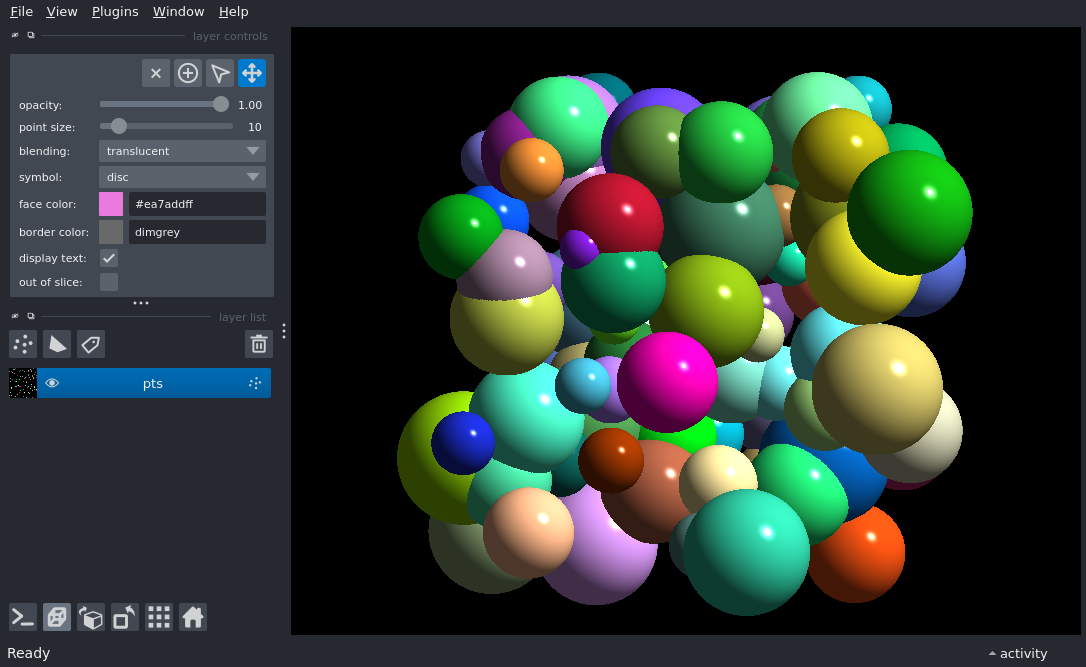 File View Plugins Window Help
layer controls
opacity: 1.00
point size: 10
blending: translucent
symbol: disc
face color: #ea7addff
border color: dimgrey
display text:
out of slice:
layer list
pts
Ready
activity